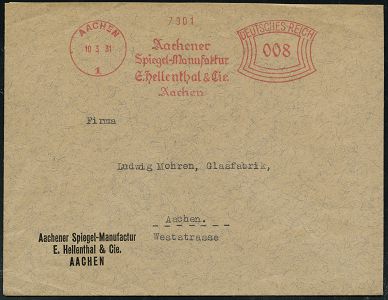 7301
AACHEN
10.3.31
1
Aachener
Spiegel-Manufaktur
E. Hellenthal & Cie.
Aachen
DEUTSCHES REICH
008
Firma
Ludwig Mohren, Glasfabrik,
Aachen.
Weststrasse
Aachener Spiegel-Manufactur
E. Hellenthal & Cie.
AACHEN